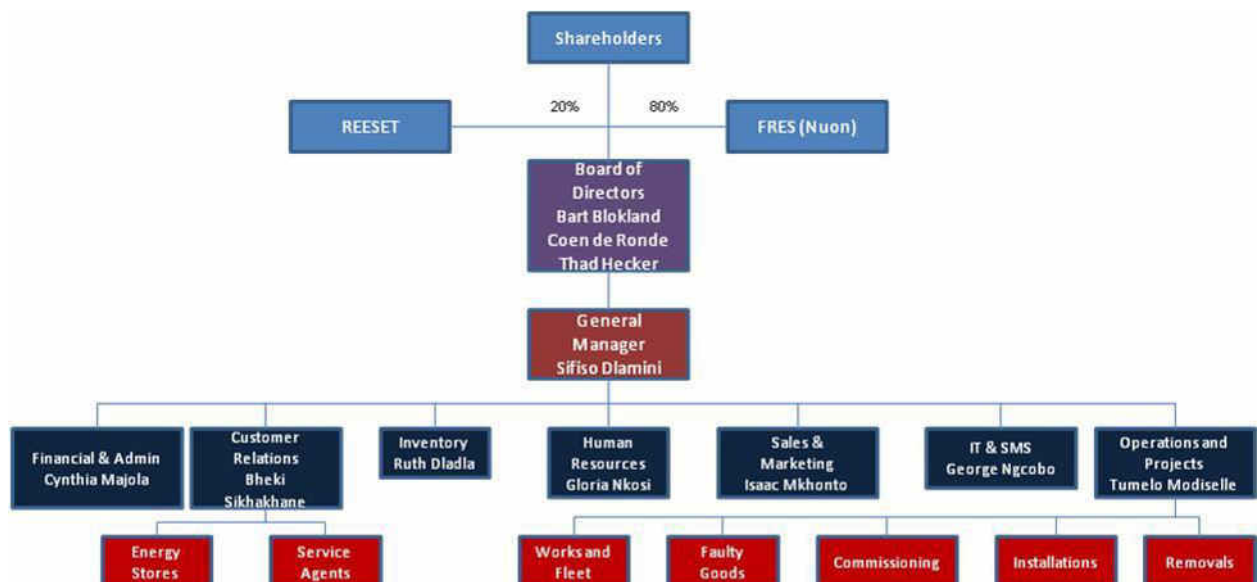 Shareholders
20%
80%
REESET
FRES (Nuon)
Board of
Directors
Bart Blokland
Coen de Ronde
Thad Hecker
General
Manager
Sifiso Dlamini
Financial & Admin
Cynthia Majola
Customer
Relations
Bheki
Sikhakhane
Inventory
Ruth Dladla
Human
Resources
Gloria Nkosi
Sales &
Marketing
Isaac Mkhonto
IT & SMS
George Ngcobo
Operations and
Projects
Tumelo Modiselle
Energy
Stores
Service
Agents
Works and
Fleet
Faulty
Goods
Commissioning
Installations
Removals